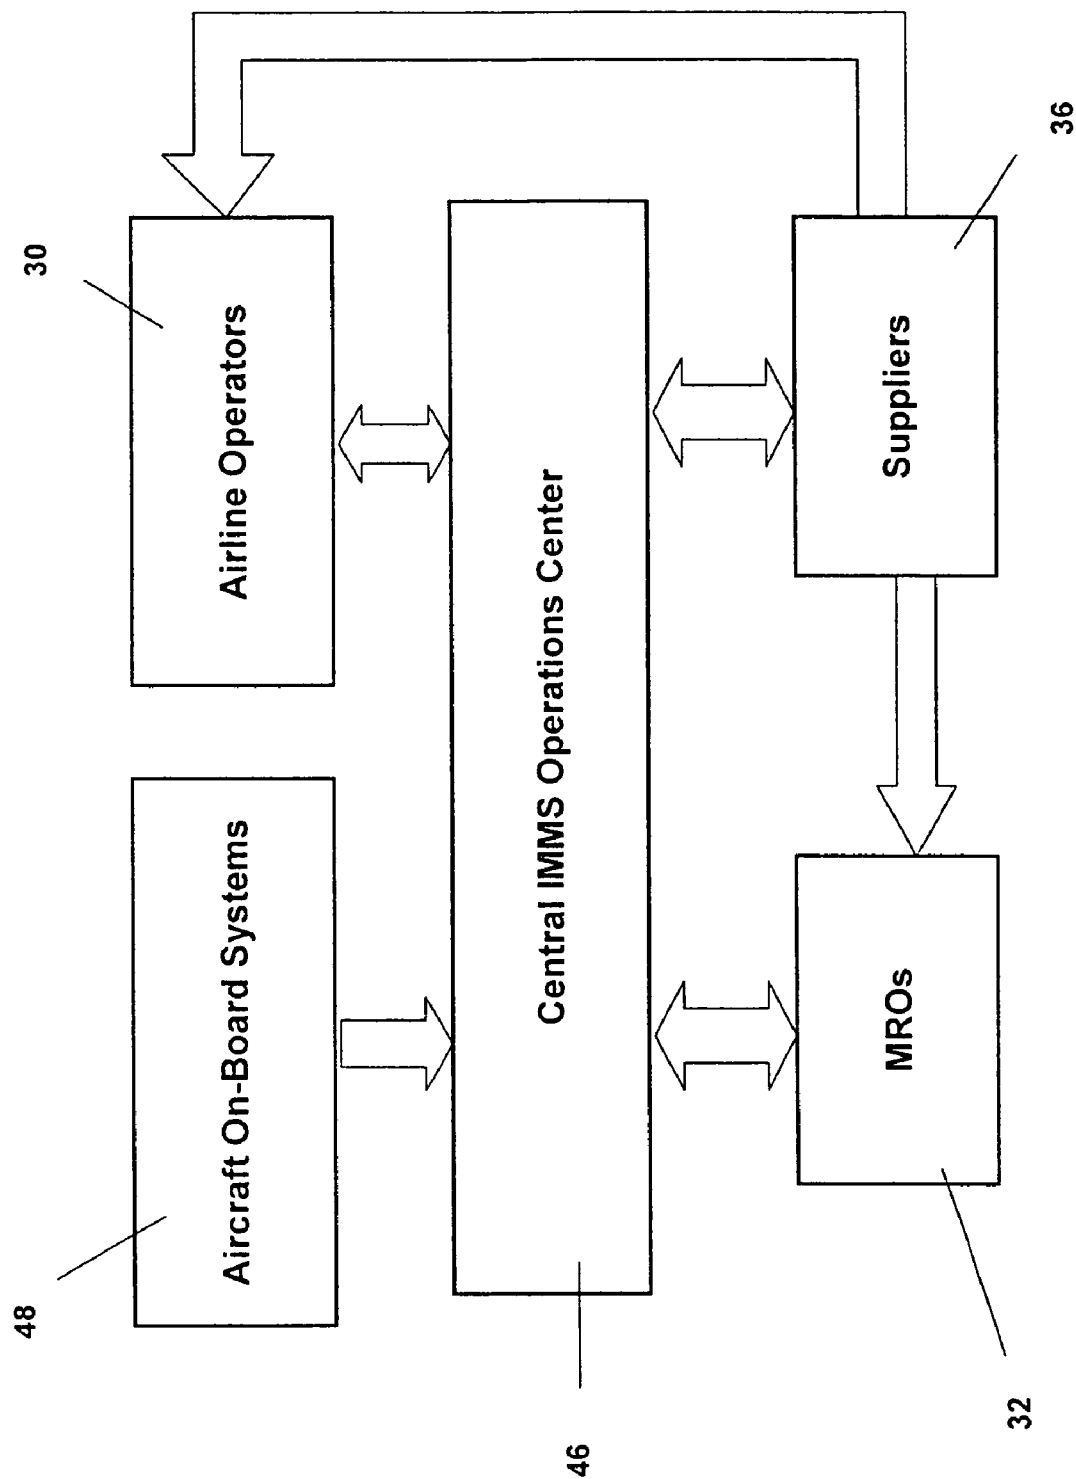 48
Aircraft On-Board Systems
30
Airline Operators
46
Central IMMS Operations Center
32
MROs
36
Suppliers